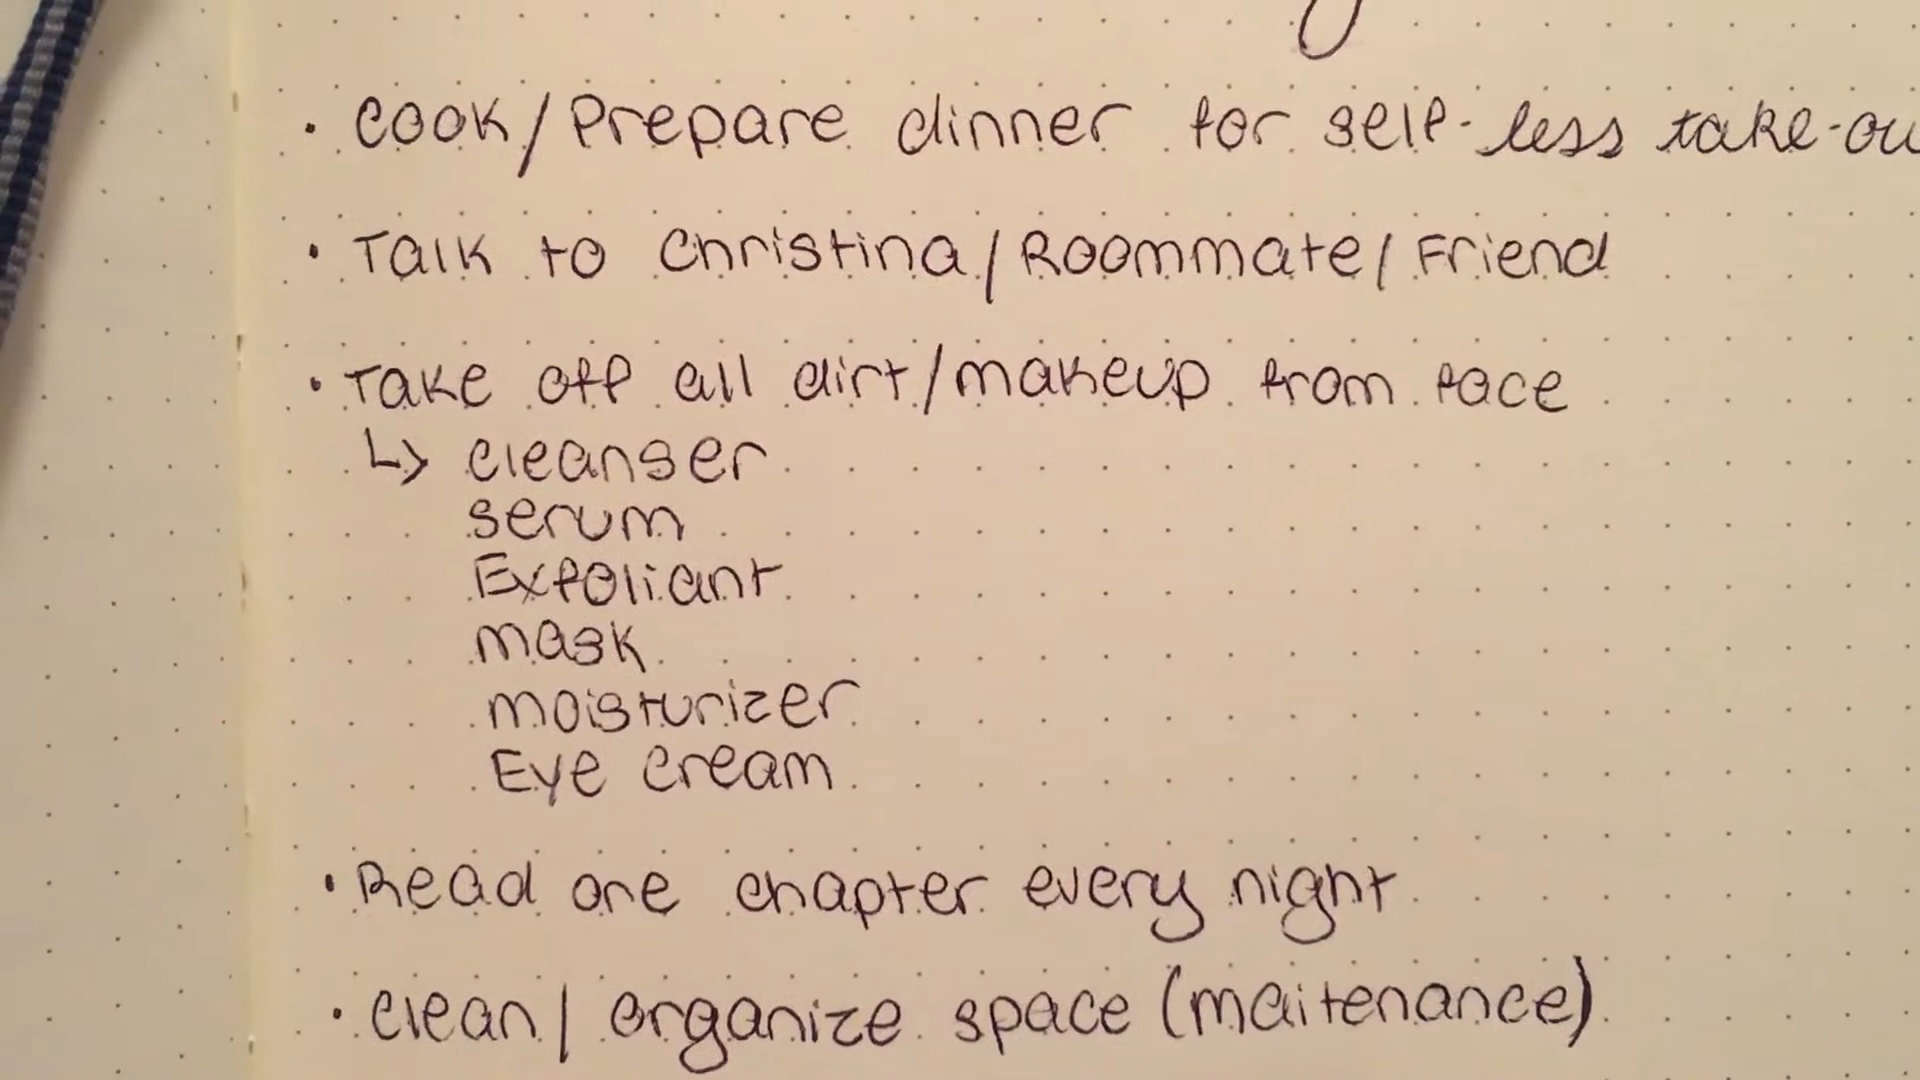 • Cook/Prepare dinner for self - less take-ou
• Talk to Christina/Roommate/Friend
• Take off all dirt/makeup from face
↳ cleanser
serum
Exfoliant
mask
moisturizer
Eye cream
• Read one chapter every night
• clean/organize space (maitenance)